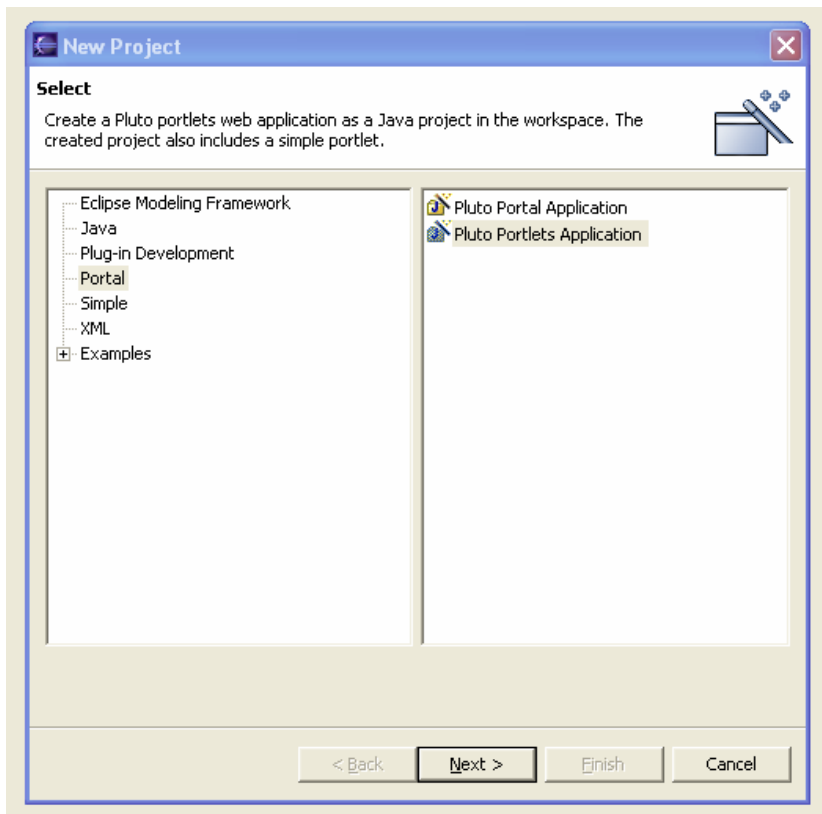 New Project
Select
Create a Pluto portlets web application as a Java project in the workspace. The
created project also includes a simple portlet.
Eclipse Modeling Framework
Java
Plug-in Development
Portal
Simple
XML
Examples
Pluto Portal Application
Pluto Portlets Application
< Back
Next >
Finish
Cancel